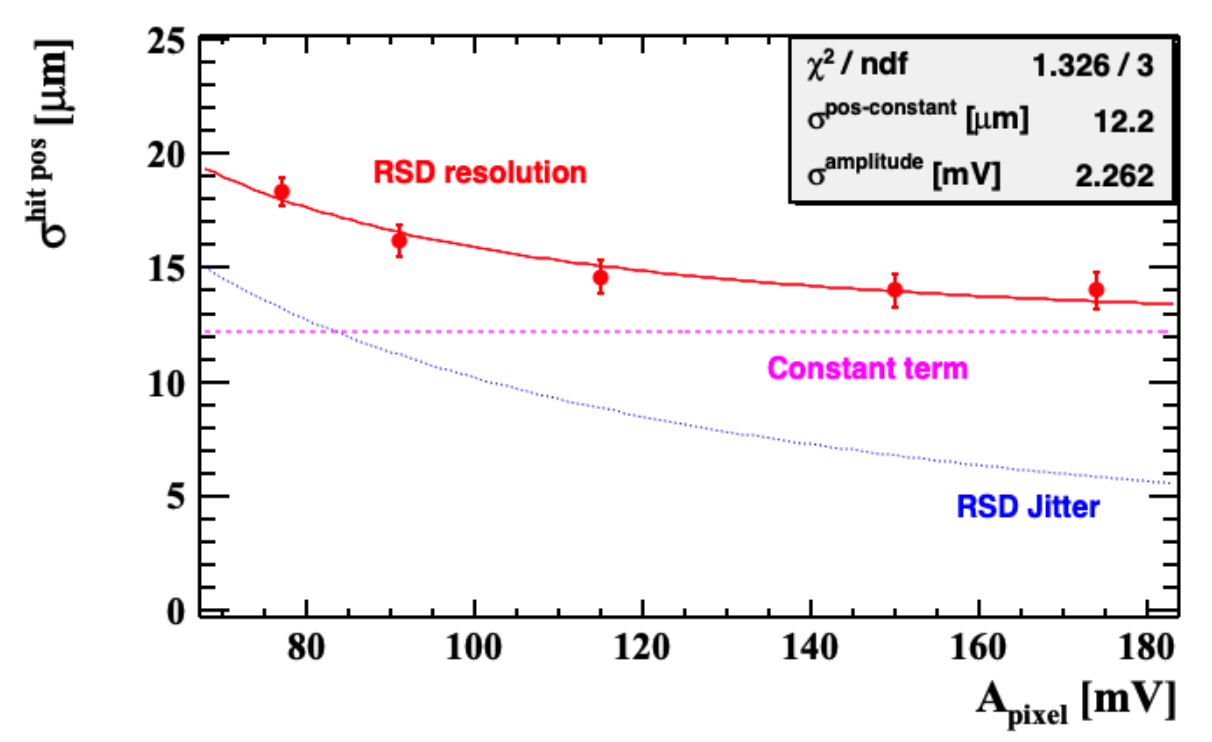 σ^hit pos [μm]
25
20
15
10
5
0
χ² / ndf 1.326 / 3
σ^pos-constant [μm] 12.2
σ^amplitude [mV] 2.262
RSD resolution
Constant term
RSD Jitter
80 100 120 140 160 180
A_pixel [mV]